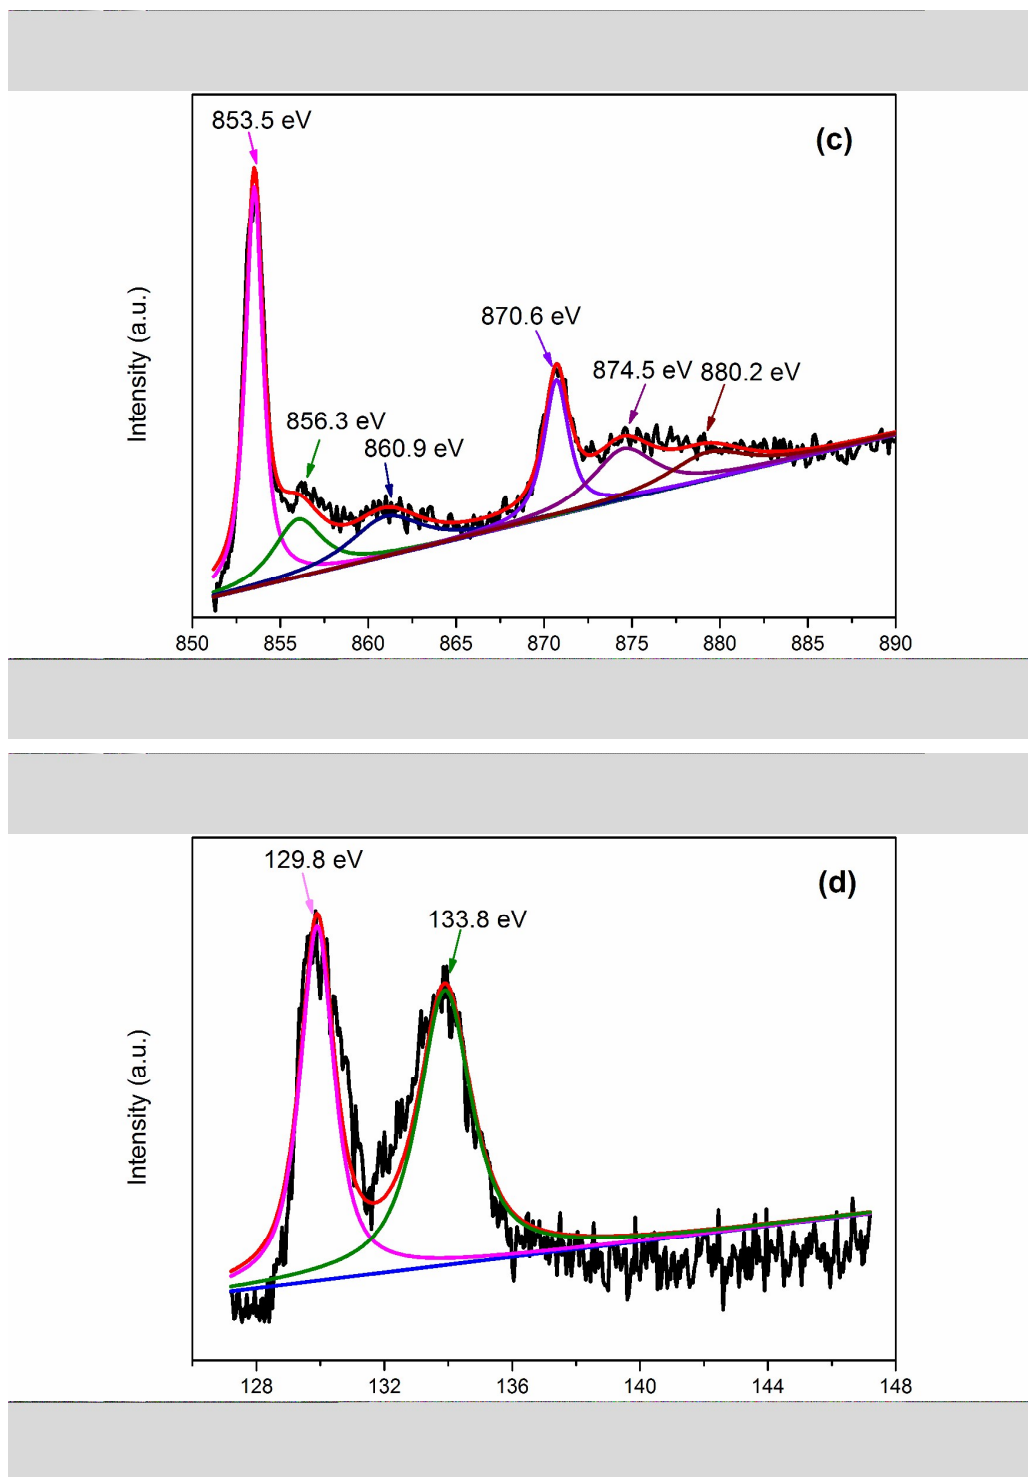 853.5 eV
(c)
870.6 eV
874.5 eV
880.2 eV
856.3 eV
860.9 eV
Intensity (a.u.)
850 855 860 865 870 875 880 885 890
129.8 eV
(d)
133.8 eV
Intensity (a.u.)
128 132 136 140 144 148